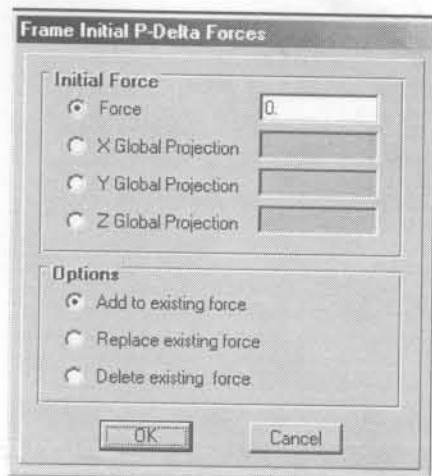 Frame Initial P-Delta Forces
Initial Force
Force 0.
X Global Projection
Y Global Projection
Z Global Projection
Options
Add to existing force
Replace existing force
Delete existing force
OK Cancel